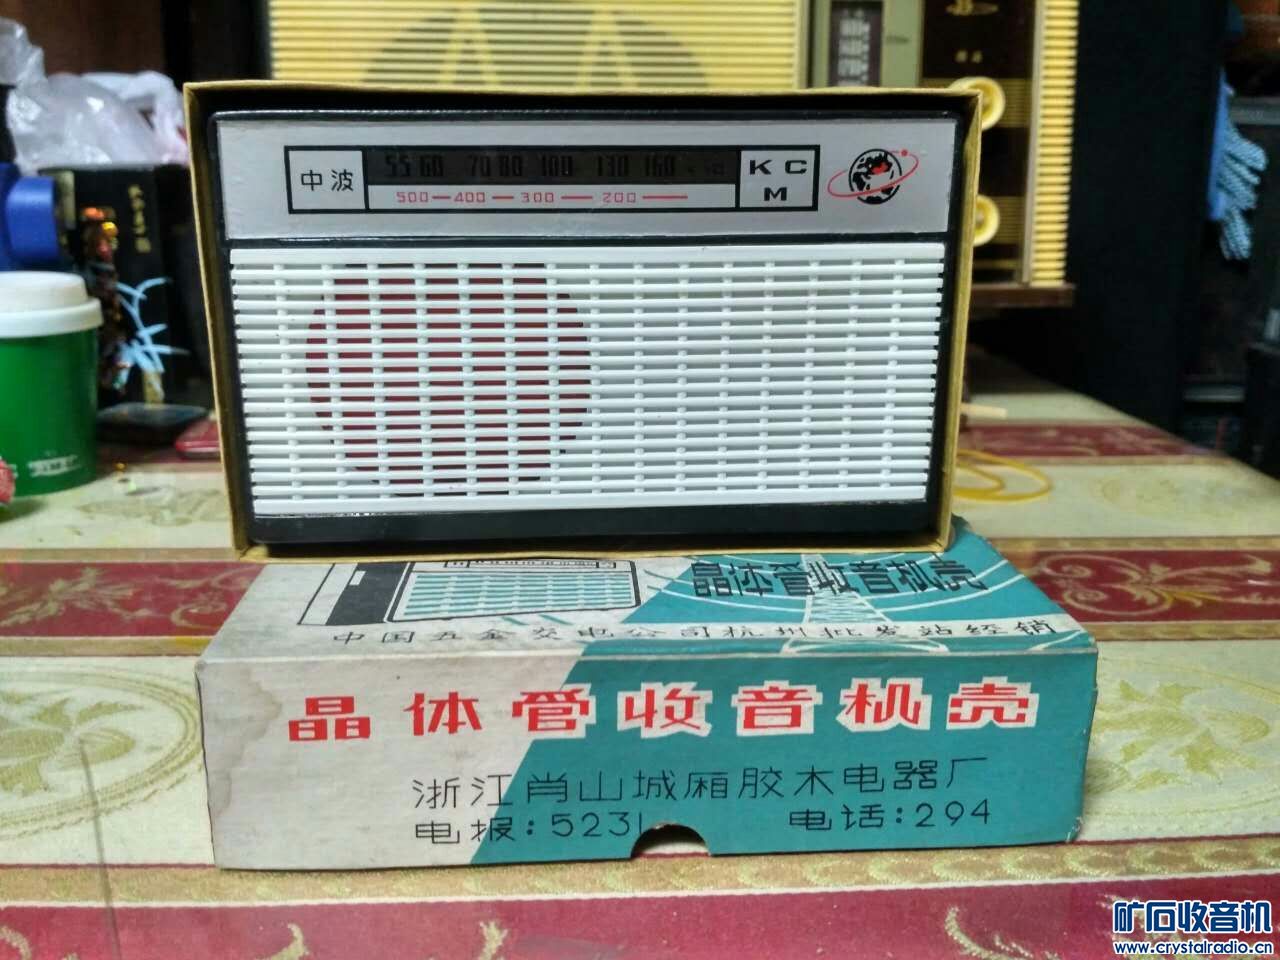 中波
55 60 70 80 100 130 160
KC
M
500 400 300 200
晶体管收音机壳
中国五金交电公司杭州批发站经销
晶体管收音机壳
浙江肖山城厢胶木电器厂
电报:5231 电话:294
矿石收音机
www.crystalradio.cn